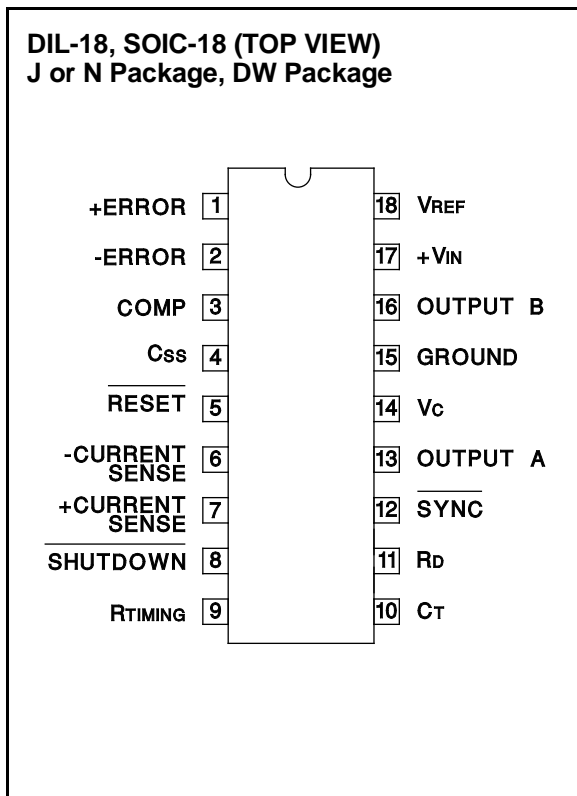 DIL-18, SOIC-18 (TOP VIEW)
J or N Package, DW Package
+ERROR 1
-ERROR 2
COMP 3
CSS 4
RESET 5
-CURRENT
SENSE 6
+CURRENT
SENSE 7
SHUTDOWN 8
RTIMING 9
18 VREF
17 +VIN
16 OUTPUT B
15 GROUND
14 VC
13 OUTPUT A
12 SYNC
11 RD
10 CT